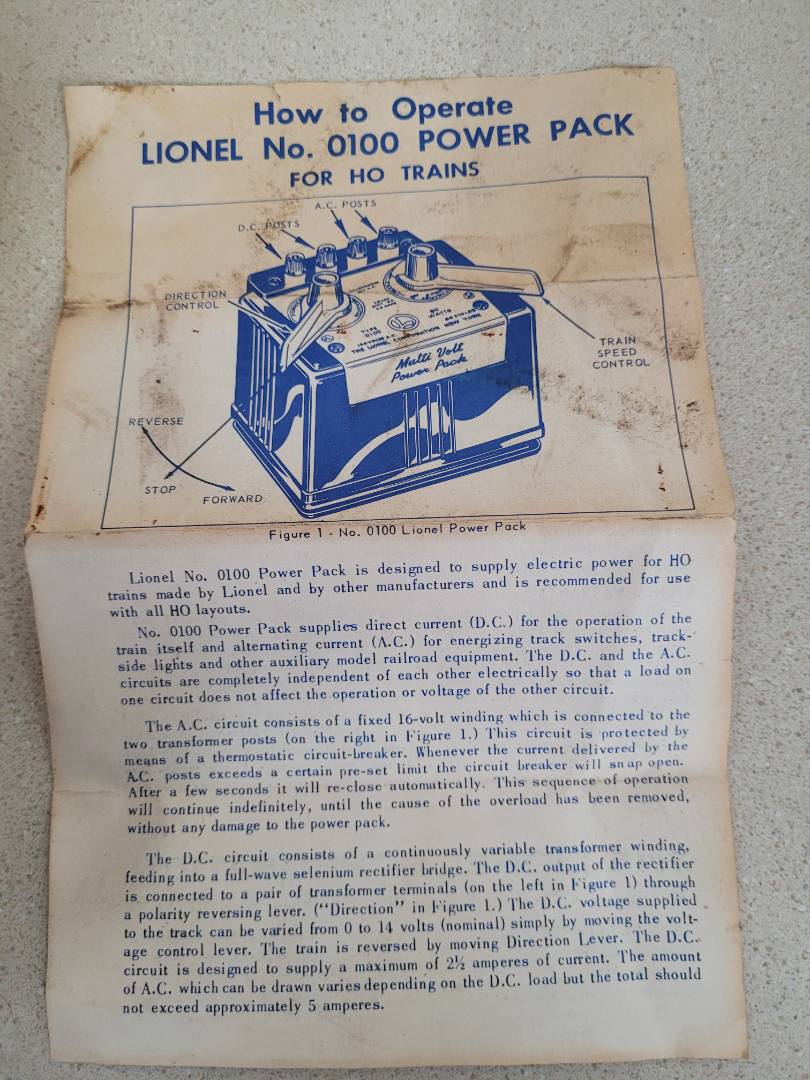 How to Operate
LIONEL No. 0100 POWER PACK
FOR HO TRAINS
A.C. POSTS
D.C. POSTS
DIRECTION
CONTROL
TYPE
0100
90
WATTS
THE LIONEL CORPORATION NEW YORK
Multi Volt
Power Pack
TRAIN
SPEED
CONTROL
REVERSE
STOP
FORWARD
Figure 1 - No. 0100 Lionel Power Pack
Lionel No. 0100 Power Pack is designed to supply electric power for HO
trains made by Lionel and by other manufacturers and is recommended for use
with all HO layouts.
No. 0100 Power Pack supplies direct current (D.C.) for the operation of the
train itself and alternating current (A.C.) for energizing track switches, track-
side lights and other auxiliary model railroad equipment. The D.C. and the A.C.
circuits are completely independent of each other electrically so that a load on
one circuit does not affect the operation or voltage of the other circuit.
The A.C. circuit consists of a fixed 16-volt winding which is connected to the
two transformer posts (on the right in Figure 1.) This circuit is protected by
means of a thermostatic circuit-breaker. Whenever the current delivered by the
A.C. posts exceeds a certain pre-set limit the circuit breaker will snap open.
After a few seconds it will re-close automatically. This sequence of operation
will continue indefinitely, until the cause of the overload has been removed,
without any damage to the power pack.
The D.C. circuit consists of a continuously variable transformer winding,
feeding into a full-wave selenium rectifier bridge. The D.C. output of the rectifier
is connected to a pair of transformer terminals (on the left in Figure 1) through
a polarity reversing lever. ("Direction" in Figure 1.) The D.C. voltage supplied
to the track can be varied from 0 to 14 volts (nominal) simply by moving the volt-
age control lever. The train is reversed by moving Direction Lever. The D.C.
circuit is designed to supply a maximum of 2½ amperes of current. The amount
of A.C. which can be drawn varies depending on the D.C. load but the total should
not exceed approximately 5 amperes.